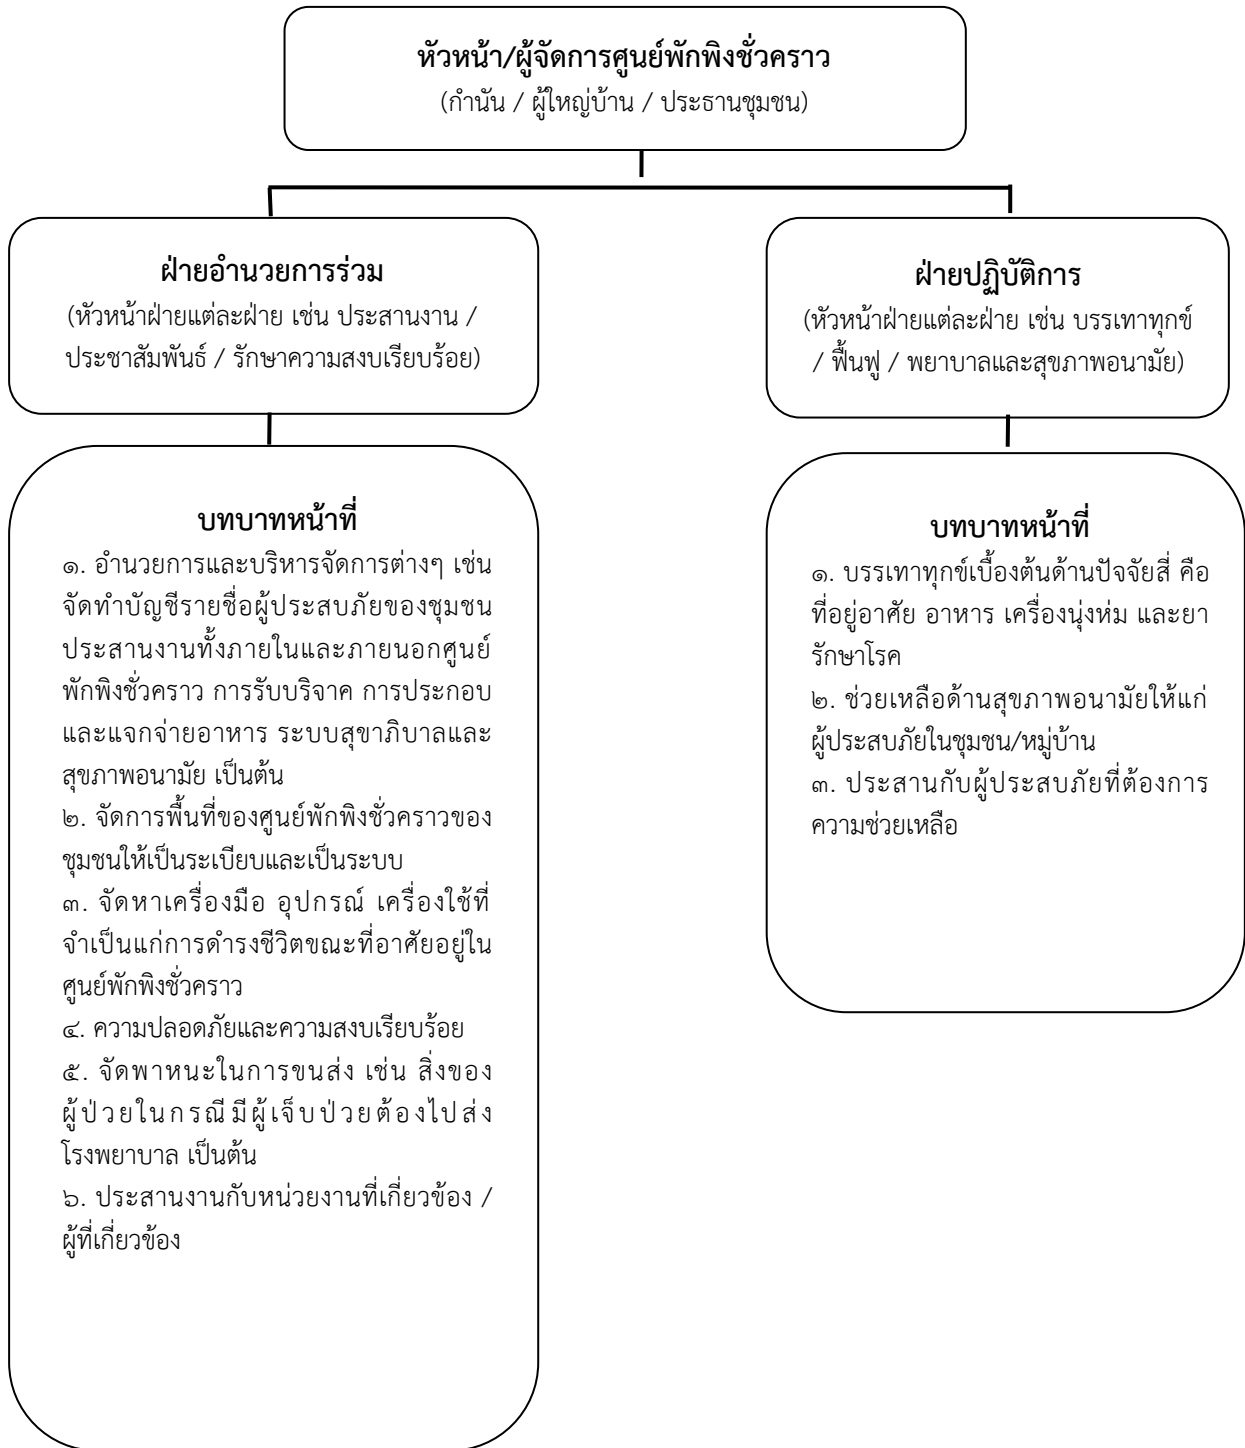 หัวหน้า/ผู้จัดการศูนย์พักพิงชั่วคราว
(กำนัน / ผู้ใหญ่บ้าน / ประธานชุมชน)
ฝ่ายอำนวยการร่วม
(หัวหน้าฝ่ายแต่ละฝ่าย เช่น ประสานงาน /
ประชาสัมพันธ์ / รักษาความสงบเรียบร้อย)
ฝ่ายปฏิบัติการ
(หัวหน้าฝ่ายแต่ละฝ่าย เช่น บรรเทาทุกข์
/ ฟื้นฟู / พยาบาลและสุขภาพอนามัย)
บทบาทหน้าที่
๑. อำนวยการและบริหารจัดการต่างๆ เช่น
จัดทำบัญชีรายชื่อผู้ประสบภัยของชุมชน
ประสานงานทั้งภายในและภายนอกศูนย์
พักพิงชั่วคราว การรับบริจาค การประกอบ
และแจกจ่ายอาหาร ระบบสุขาภิบาลและ
สุขภาพอนามัย เป็นต้น
๒. จัดการพื้นที่ของศูนย์พักพิงชั่วคราวของ
ชุมชนให้เป็นระเบียบและเป็นระบบ
๓. จัดหาเครื่องมือ อุปกรณ์ เครื่องใช้ที่
จำเป็นแก่การดำรงชีวิตขณะที่อาศัยอยู่ใน
ศูนย์พักพิงชั่วคราว
๔. ความปลอดภัยและความสงบเรียบร้อย
๕. จัดพาหนะในการขนส่ง เช่น สิ่งของ
ผู้ป่วยในกรณีมีผู้เจ็บป่วยต้องไปส่ง
โรงพยาบาล เป็นต้น
๖. ประสานงานกับหน่วยงานที่เกี่ยวข้อง /
ผู้ที่เกี่ยวข้อง
บทบาทหน้าที่
๑. บรรเทาทุกข์เบื้องต้นด้านปัจจัยสี่ คือ
ที่อยู่อาศัย อาหาร เครื่องนุ่งห่ม และยา
รักษาโรค
๒. ช่วยเหลือด้านสุขภาพอนามัยให้แก่
ผู้ประสบภัยในชุมชน/หมู่บ้าน
๓. ประสานกับผู้ประสบภัยที่ต้องการ
ความช่วยเหลือ